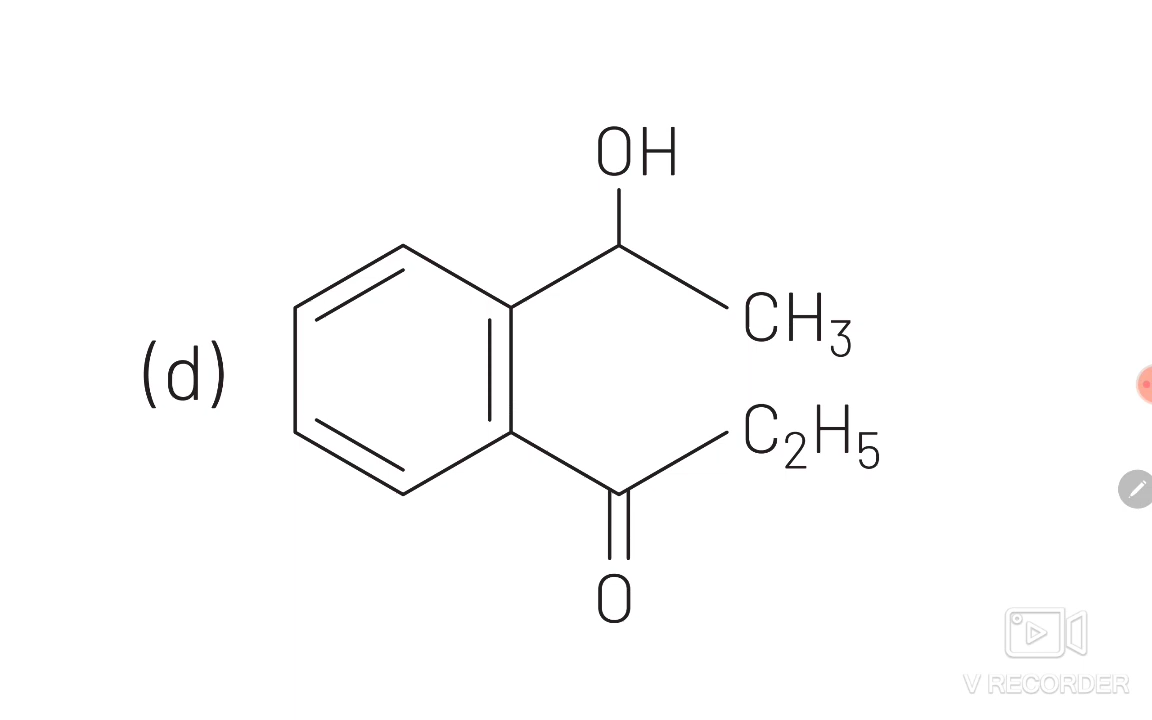 OH
CH₃
(d)
C₂H₅
O
V RECORDER